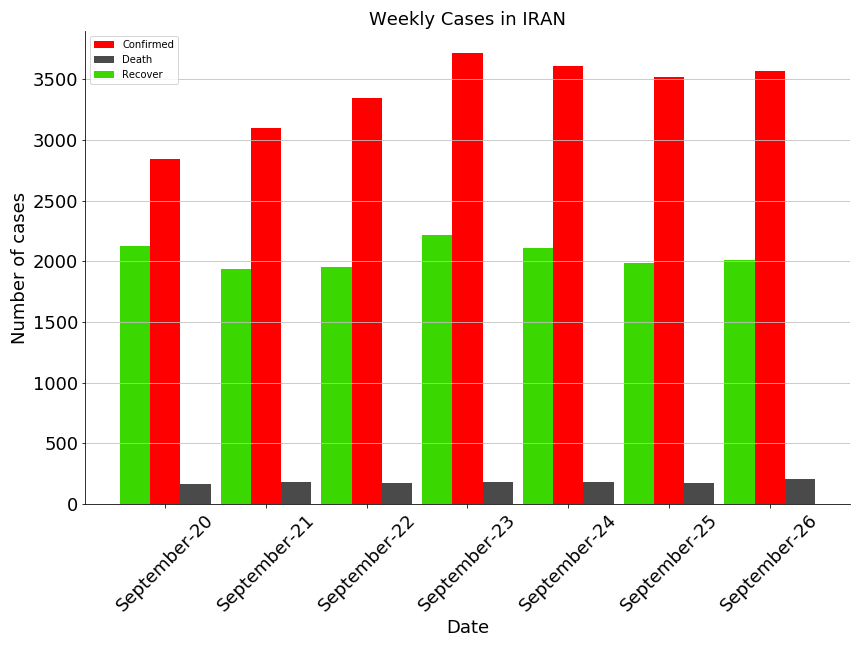 Weekly Cases in IRAN
Confirmed
Death
Recover
Number of cases
3500
3000
2500
2000
1500
1000
500
0
September-20
September-21
September-22
September-23
September-24
September-25
September-26
Date